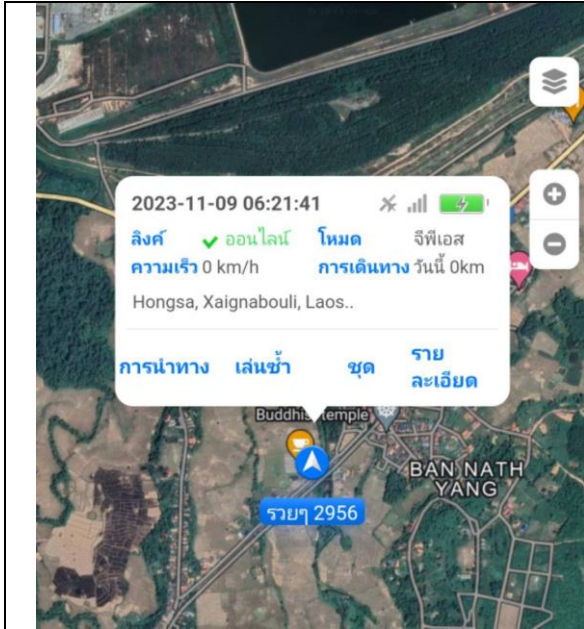 2023-11-09 06:21:41
ลิงค์ ออนไลน์ โหมด จีพีเอส
ความเร็ว 0 km/h การเดินทาง วันนี้ 0km
Hongsa, Xaignabouli, Laos..
การนำทาง เล่นซ้ำ ชุด ราย
ละเอียด
Buddhist temple
BAN NATH
YANG
รวยๆ 2956